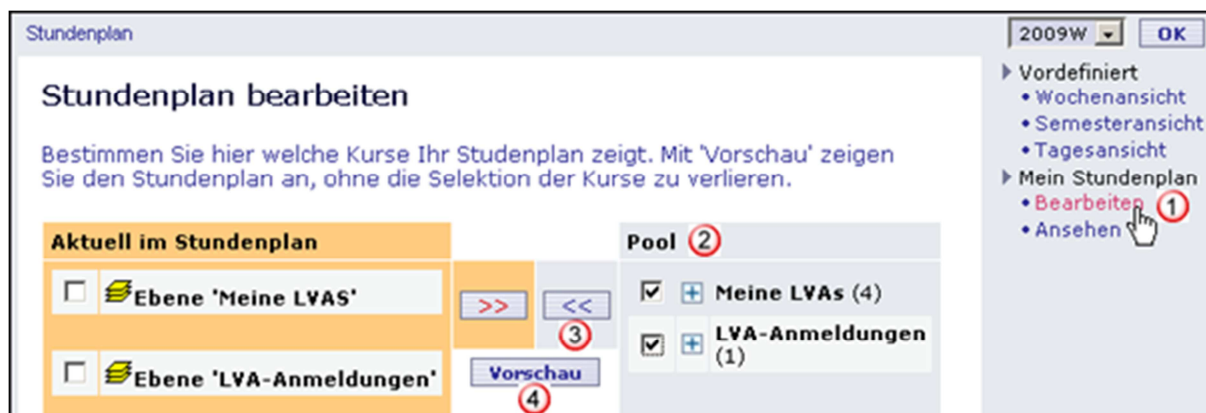 Stundenplan
Stundenplan bearbeiten
Bestimmen Sie hier welche Kurse Ihr Studenplan zeigt. Mit 'Vorschau' zeigen
Sie den Stundenplan an, ohne die Selektion der Kurse zu verlieren.
Aktuell im Stundenplan
Ebene 'Meine LVAS'
Ebene 'LVA-Anmeldungen'
>>
<<
3
Vorschau
4
Pool 2
Meine LVAs (4)
LVA-Anmeldungen
(1)
2009W OK
Vordefiniert
• Wochenansicht
• Semesteransicht
• Tagesansicht
Mein Stundenplan
• Bearbeiten 1
• Ansehen